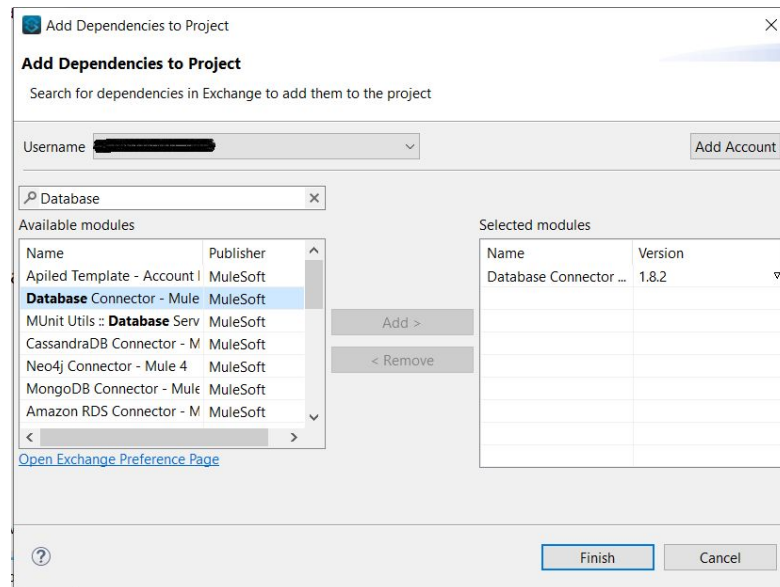 Add Dependencies to Project
Add Dependencies to Project
Search for dependencies in Exchange to add them to the project
Username
Add Account
Database
Available modules
Selected modules
Name Publisher
Name Version
Apiled Template - Account MuleSoft
Database Connector ... 1.8.2
Database Connector - Mule MuleSoft
MUnit Utils :: Database Serv MuleSoft
CassandraDB Connector - M MuleSoft
Neo4j Connector - Mule 4 MuleSoft
MongoDB Connector - Mule MuleSoft
Amazon RDS Connector - M MuleSoft
Add >
< Remove
Open Exchange Preference Page
Finish
Cancel